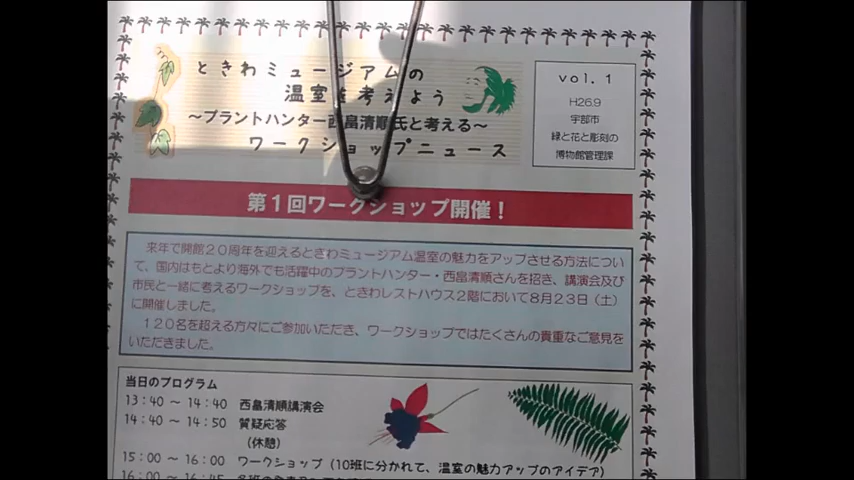 ときわミュージアムの
温室を考えよう
～プラントハンター西畠清順氏と考える～
ワークショップニュース
vol. 1
H26.9
宇部市
緑と花と彫刻の
博物館管理課
第1回ワークショップ開催！
来年で開館20周年を迎えるときわミュージアム温室の魅力をアップさせる方法につい
て、国内はもとより海外でも活躍中のプラントハンター・西畠清順さんを招き、講演会及び
市民と一緒に考えるワークショップを、ときわレストハウス2階において8月23日（土）
に開催しました。
120名を超える方々にご参加いただき、ワークショップではたくさんの貴重なご意見を
いただきました。
当日のプログラム
13:40 ～ 14:40 西畠清順講演会
14:40 ～ 14:50 質疑応答
（休憩）
15:00 ～ 16:00 ワークショップ（10班に分かれて、温室の魅力アップのアイデア）
16:00 ～ 16:45